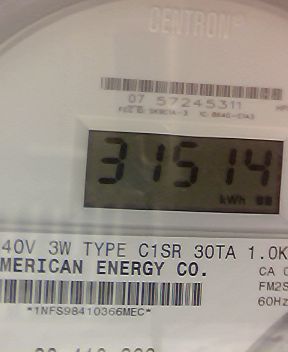 CENTRON®
07 57245311
31514
kWh
40V 3W TYPE C1SR 30TA 1.0K
MERICAN ENERGY CO.
CA
FM2S
60Hz
*1NFS98410366MEC*